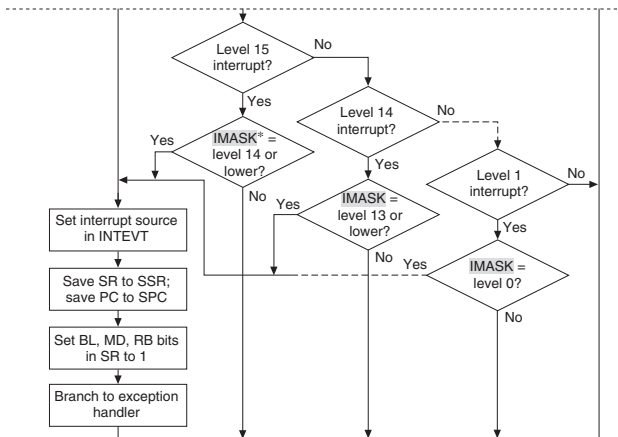 Level 15
interrupt?
No
Yes
Level 14
interrupt?
No
Yes
IMASK* =
level 14 or
lower?
No
Yes
Level 1
interrupt?
No
Yes
IMASK =
level 13 or
lower?
No
Yes
IMASK =
level 0?
No
Yes
Set interrupt source
in INTEVT
Save SR to SSR;
save PC to SPC
Set BL, MD, RB bits
in SR to 1
Branch to exception
handler